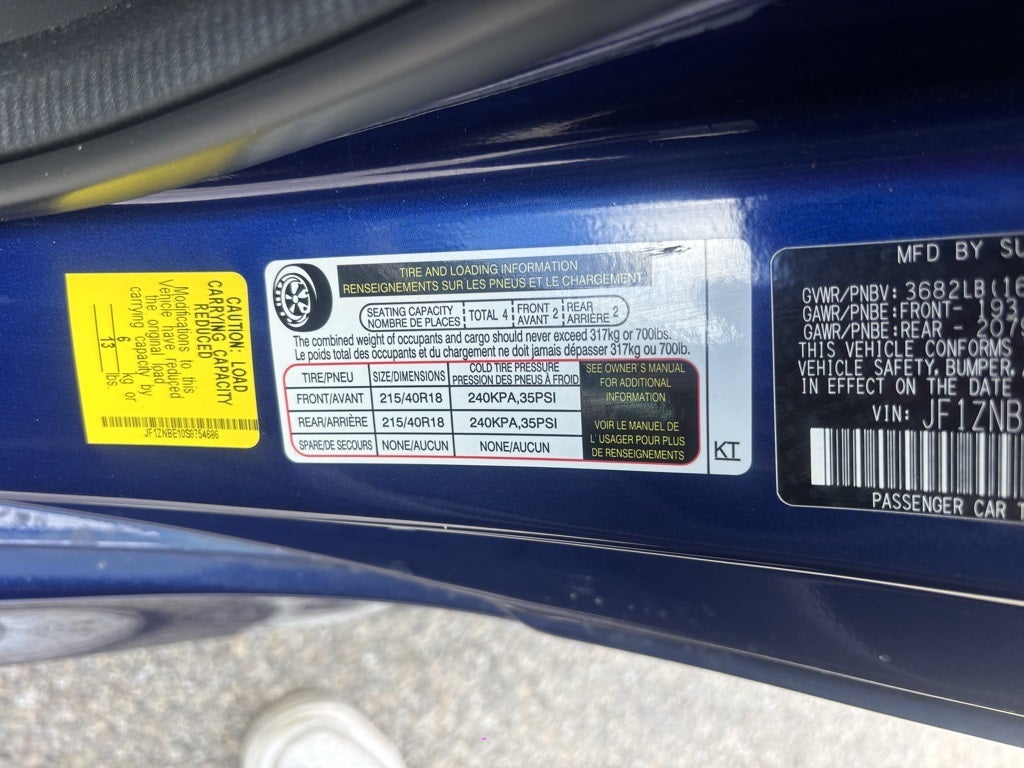 CAUTION: LOAD
CARRYING CAPACITY
REDUCED
Modifications to this
Vehicle have reduced
the original load
carrying capacity by
6 kg or
13 lbs.
JF1ZNBE10S8754686
TIRE AND LOADING INFORMATION
RENSEIGNEMENTS SUR LES PNEUS ET LE CHARGEMENT
SEATING CAPACITY
NOMBRE DE PLACES
TOTAL 4
FRONT
AVANT 2
REAR
ARRIÈRE 2
The combined weight of occupants and cargo should never exceed 317kg or 700lbs.
Le poids total des occupants et du chargement ne doit jamais dépasser 317kg ou 700lb.
TIRE/PNEU SIZE/DIMENSIONS COLD TIRE PRESSURE
PRESSION DES PNEUS À FROID
FRONT/AVANT 215/40R18 240KPA,35PSI
REAR/ARRIÈRE 215/40R18 240KPA,35PSI
SPARE/DE SECOURS NONE/AUCUN NONE/AUCUN
SEE OWNER'S MANUAL
FOR ADDITIONAL
INFORMATION
VOIR LE MANUEL DE
L' USAGER POUR PLUS
DE RENSEIGNEMENTS
KT
MFD BY SU
GVWR/PNBV: 3682LB(16
GAWR/PNBE:FRONT- 193
GAWR/PNBE:REAR - 207
THIS VEHICLE CONFORMS
VEHICLE SAFETY, BUMPER,
IN EFFECT ON THE DATE
VIN: JF1ZNB
PASSENGER CAR